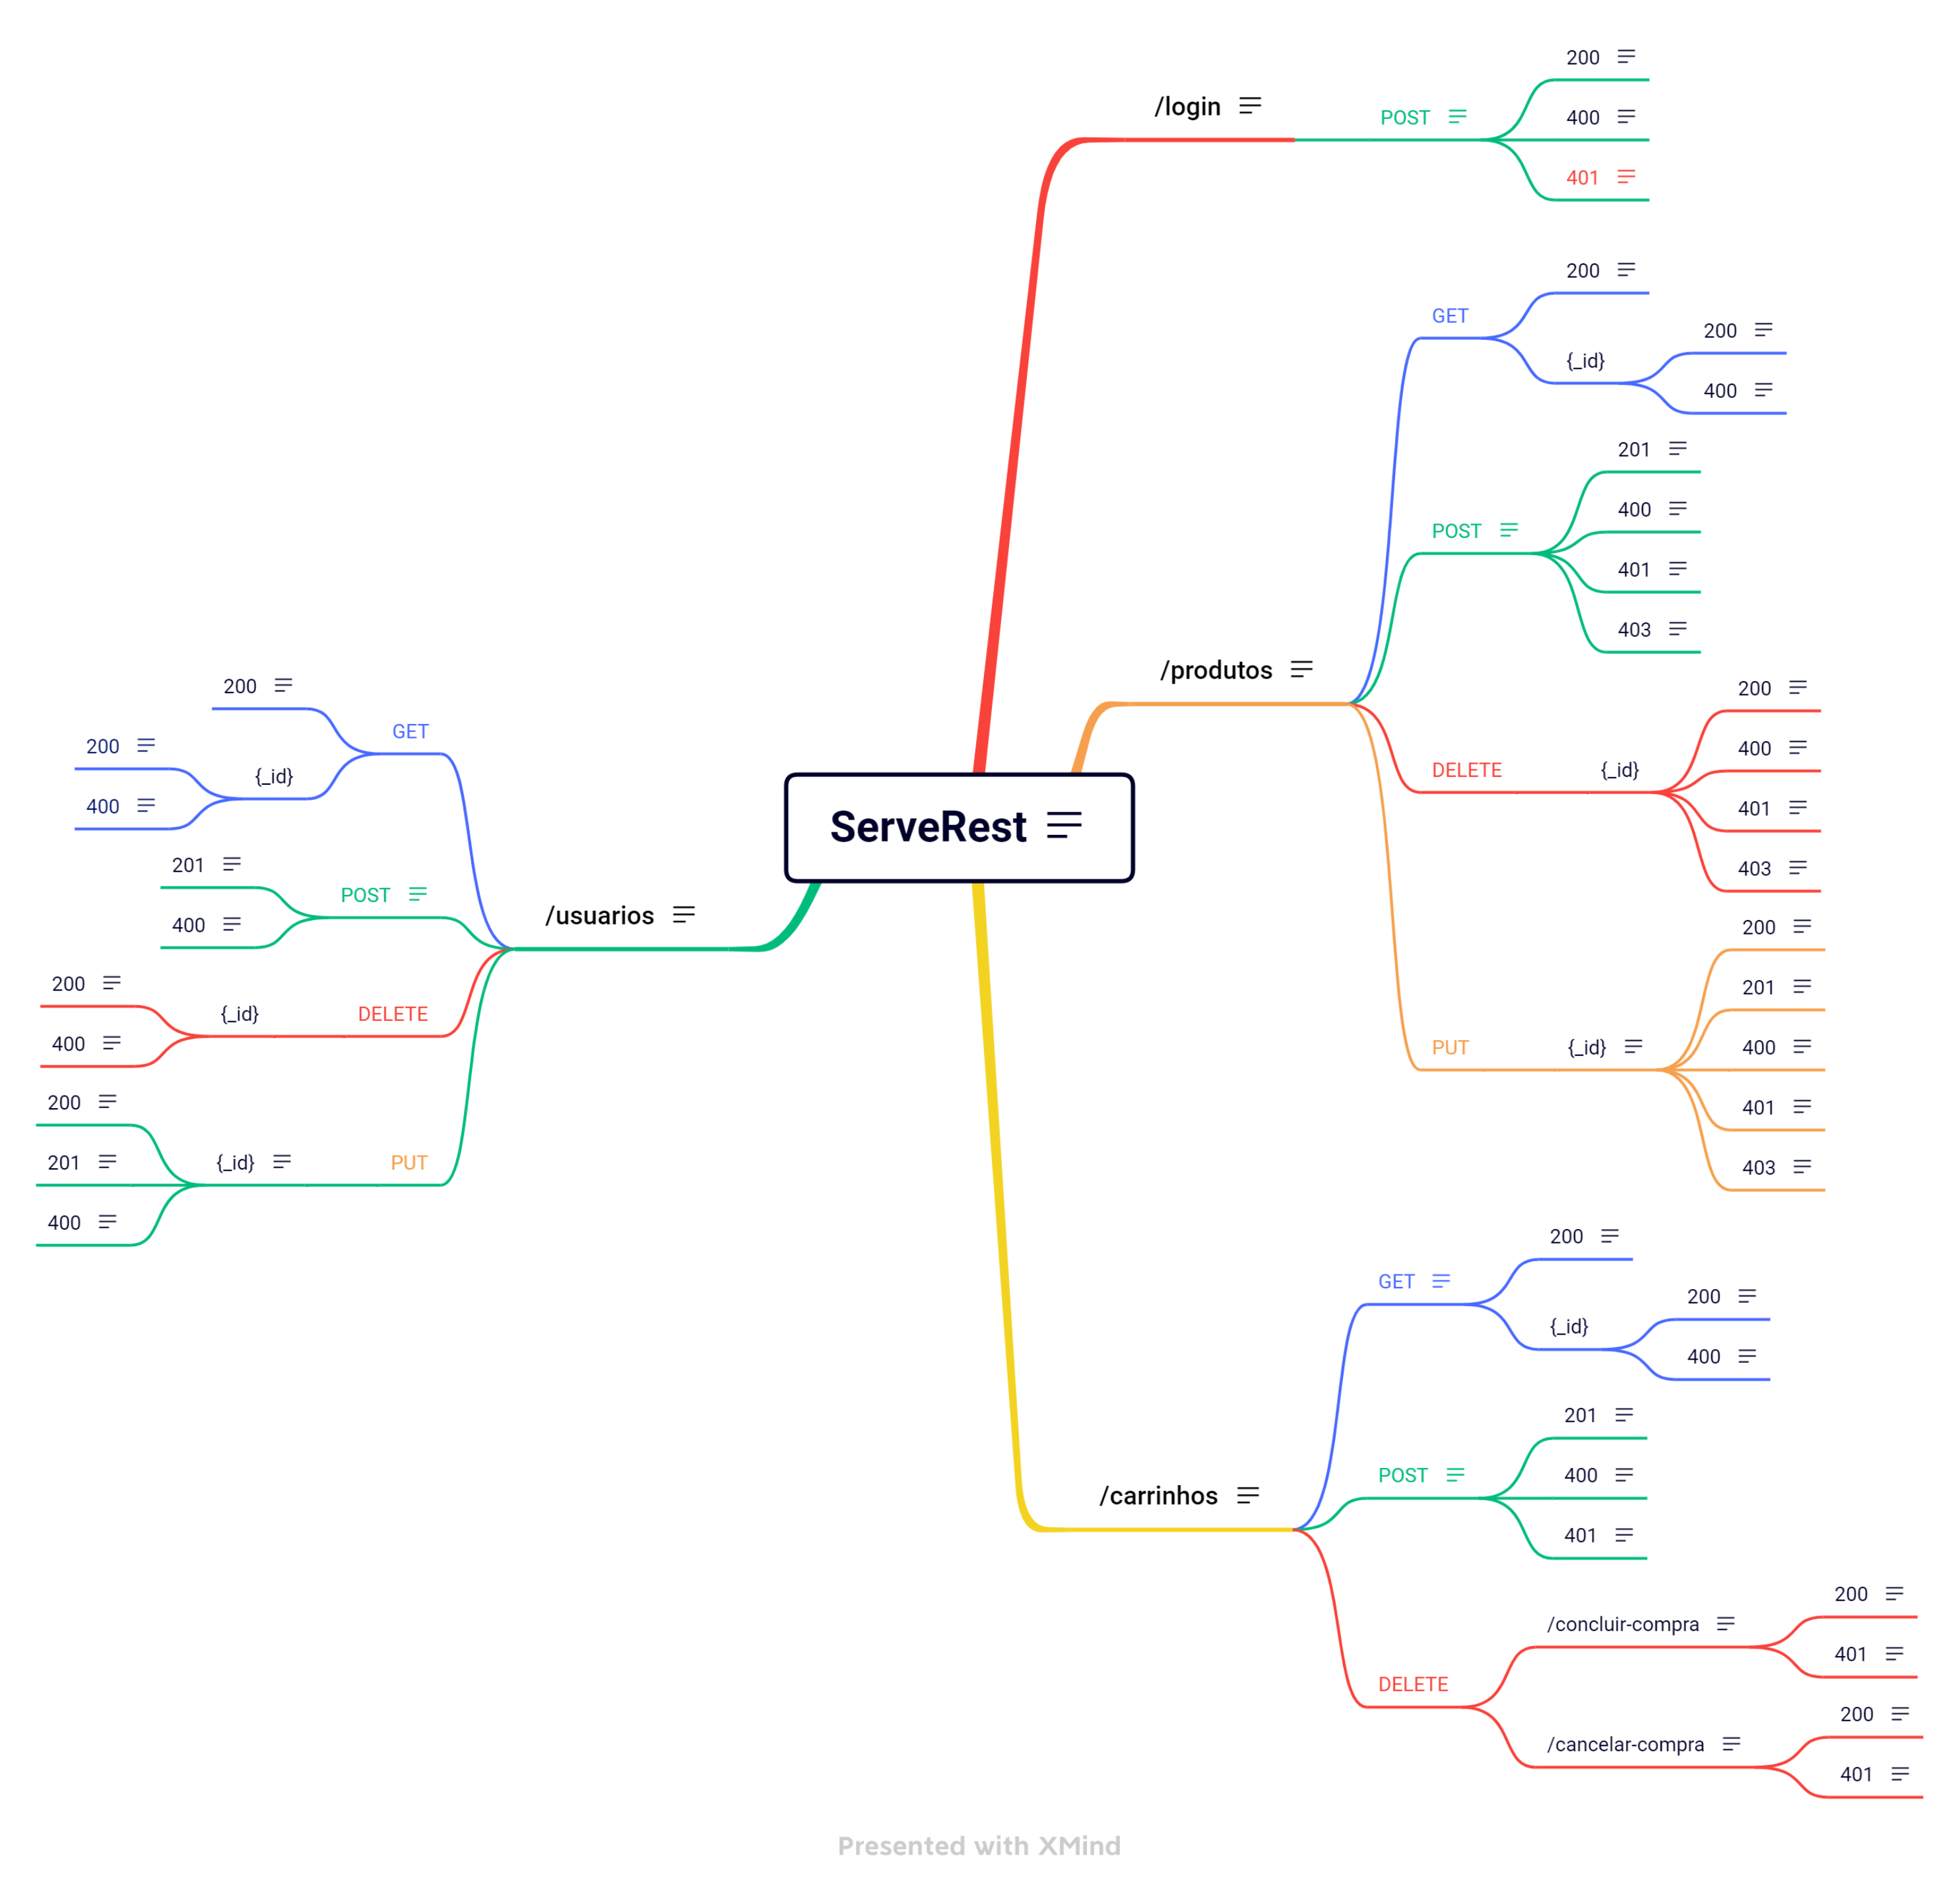 ServeRest
/login
POST
200
400
401
/produtos
GET
200
{_id}
200
400
POST
201
400
401
403
DELETE
{_id}
200
400
401
403
PUT
{_id}
200
201
400
401
403
/carrinhos
GET
200
{_id}
200
400
POST
201
400
401
DELETE
/concluir-compra
200
401
/cancelar-compra
200
401
/usuarios
GET
200
{_id}
200
400
POST
201
400
DELETE
{_id}
200
400
PUT
{_id}
200
201
400
Presented with XMind